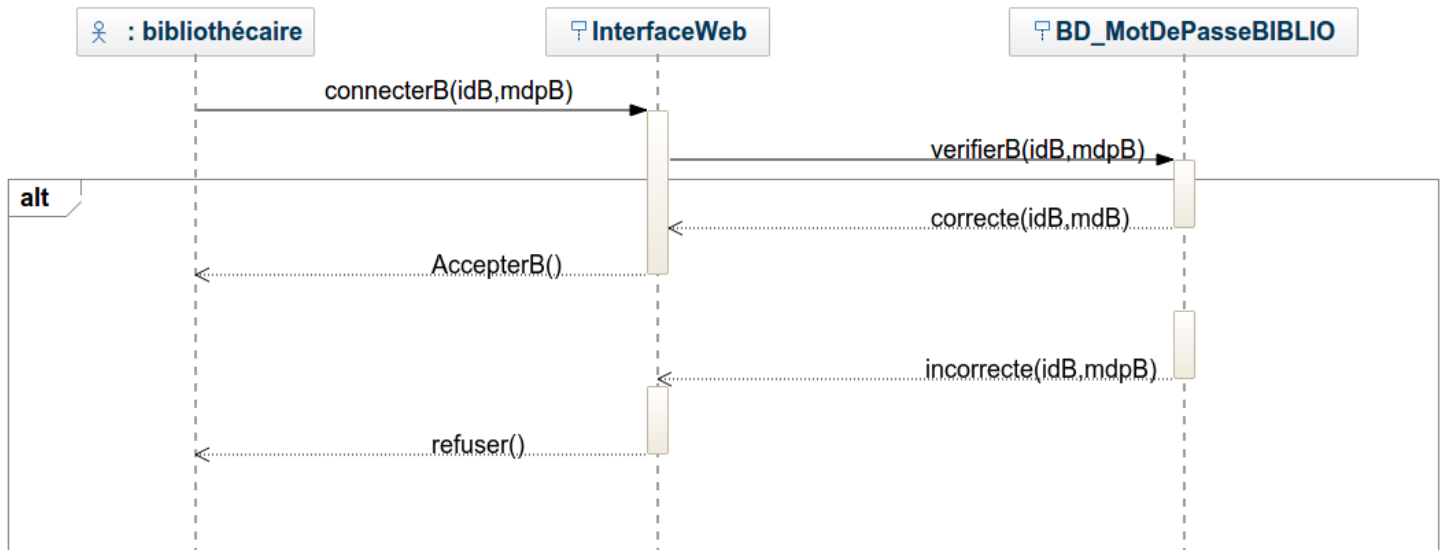 : bibliothécaire
InterfaceWeb
BD_MotDePasseBIBLIO
connecterB(idB,mdpB)
verifierB(idB,mdpB)
alt
correcte(idB,mdB)
AccepterB()
incorrecte(idB,mdpB)
refuser()